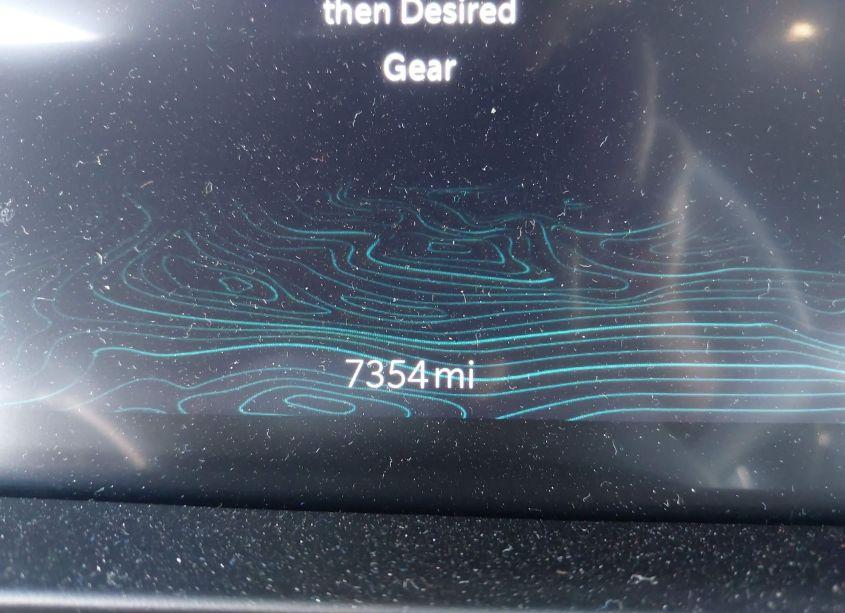 then Desired
Gear
7354mi